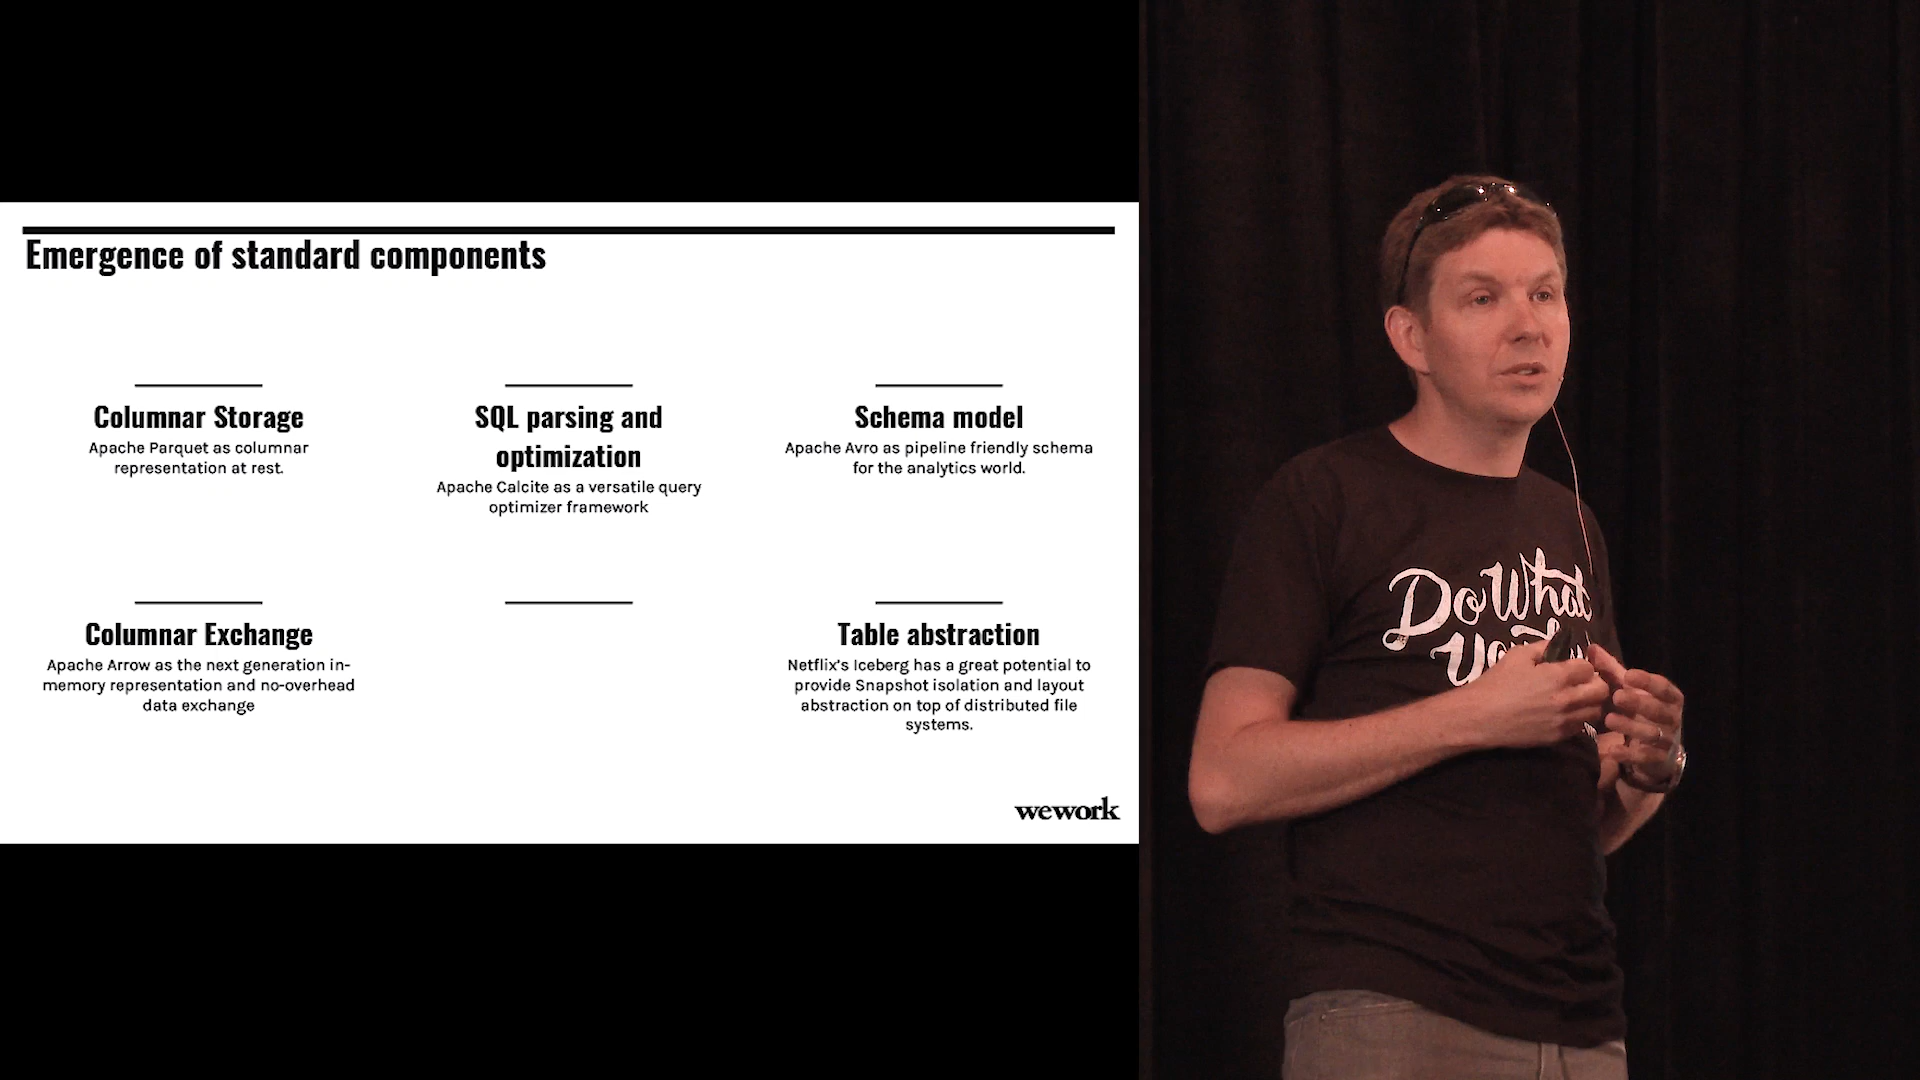 Emergence of standard components
Columnar Storage
Apache Parquet as columnar
representation at rest.
SQL parsing and
optimization
Apache Calcite as a versatile query
optimizer framework
Schema model
Apache Avro as pipeline friendly schema
for the analytics world.
Columnar Exchange
Apache Arrow as the next generation in-
memory representation and no-overhead
data exchange
Table abstraction
Netflix's Iceberg has a great potential to
provide Snapshot isolation and layout
abstraction on top of distributed file
systems.
wework
Do What